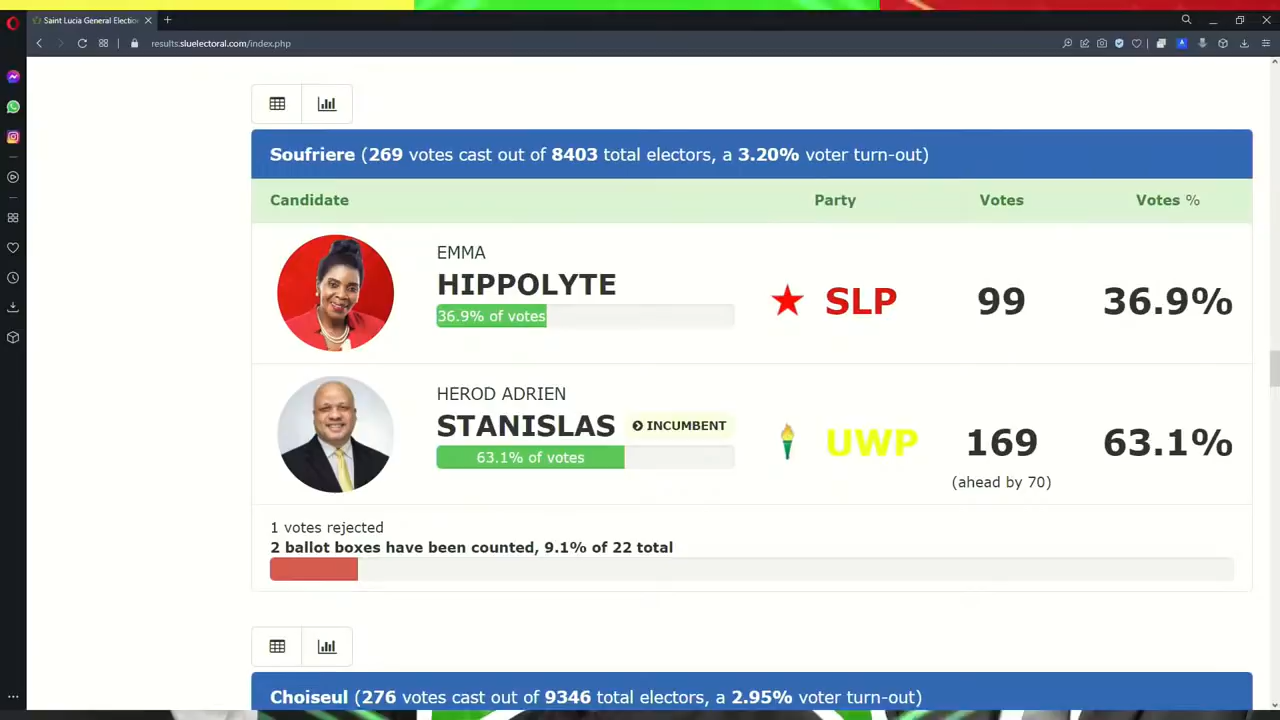 Saint Lucia General Electio
results.sluelectoral.com/index.php
Soufriere (269 votes cast out of 8403 total electors, a 3.20% voter turn-out)
Candidate Party Votes Votes %
EMMA
HIPPOLYTE
36.9% of votes
SLP 99 36.9%
HEROD ADRIEN
STANISLAS INCUMBENT
63.1% of votes
UWP 169 63.1%
(ahead by 70)
1 votes rejected
2 ballot boxes have been counted, 9.1% of 22 total
Choiseul (276 votes cast out of 9346 total electors, a 2.95% voter turn-out)